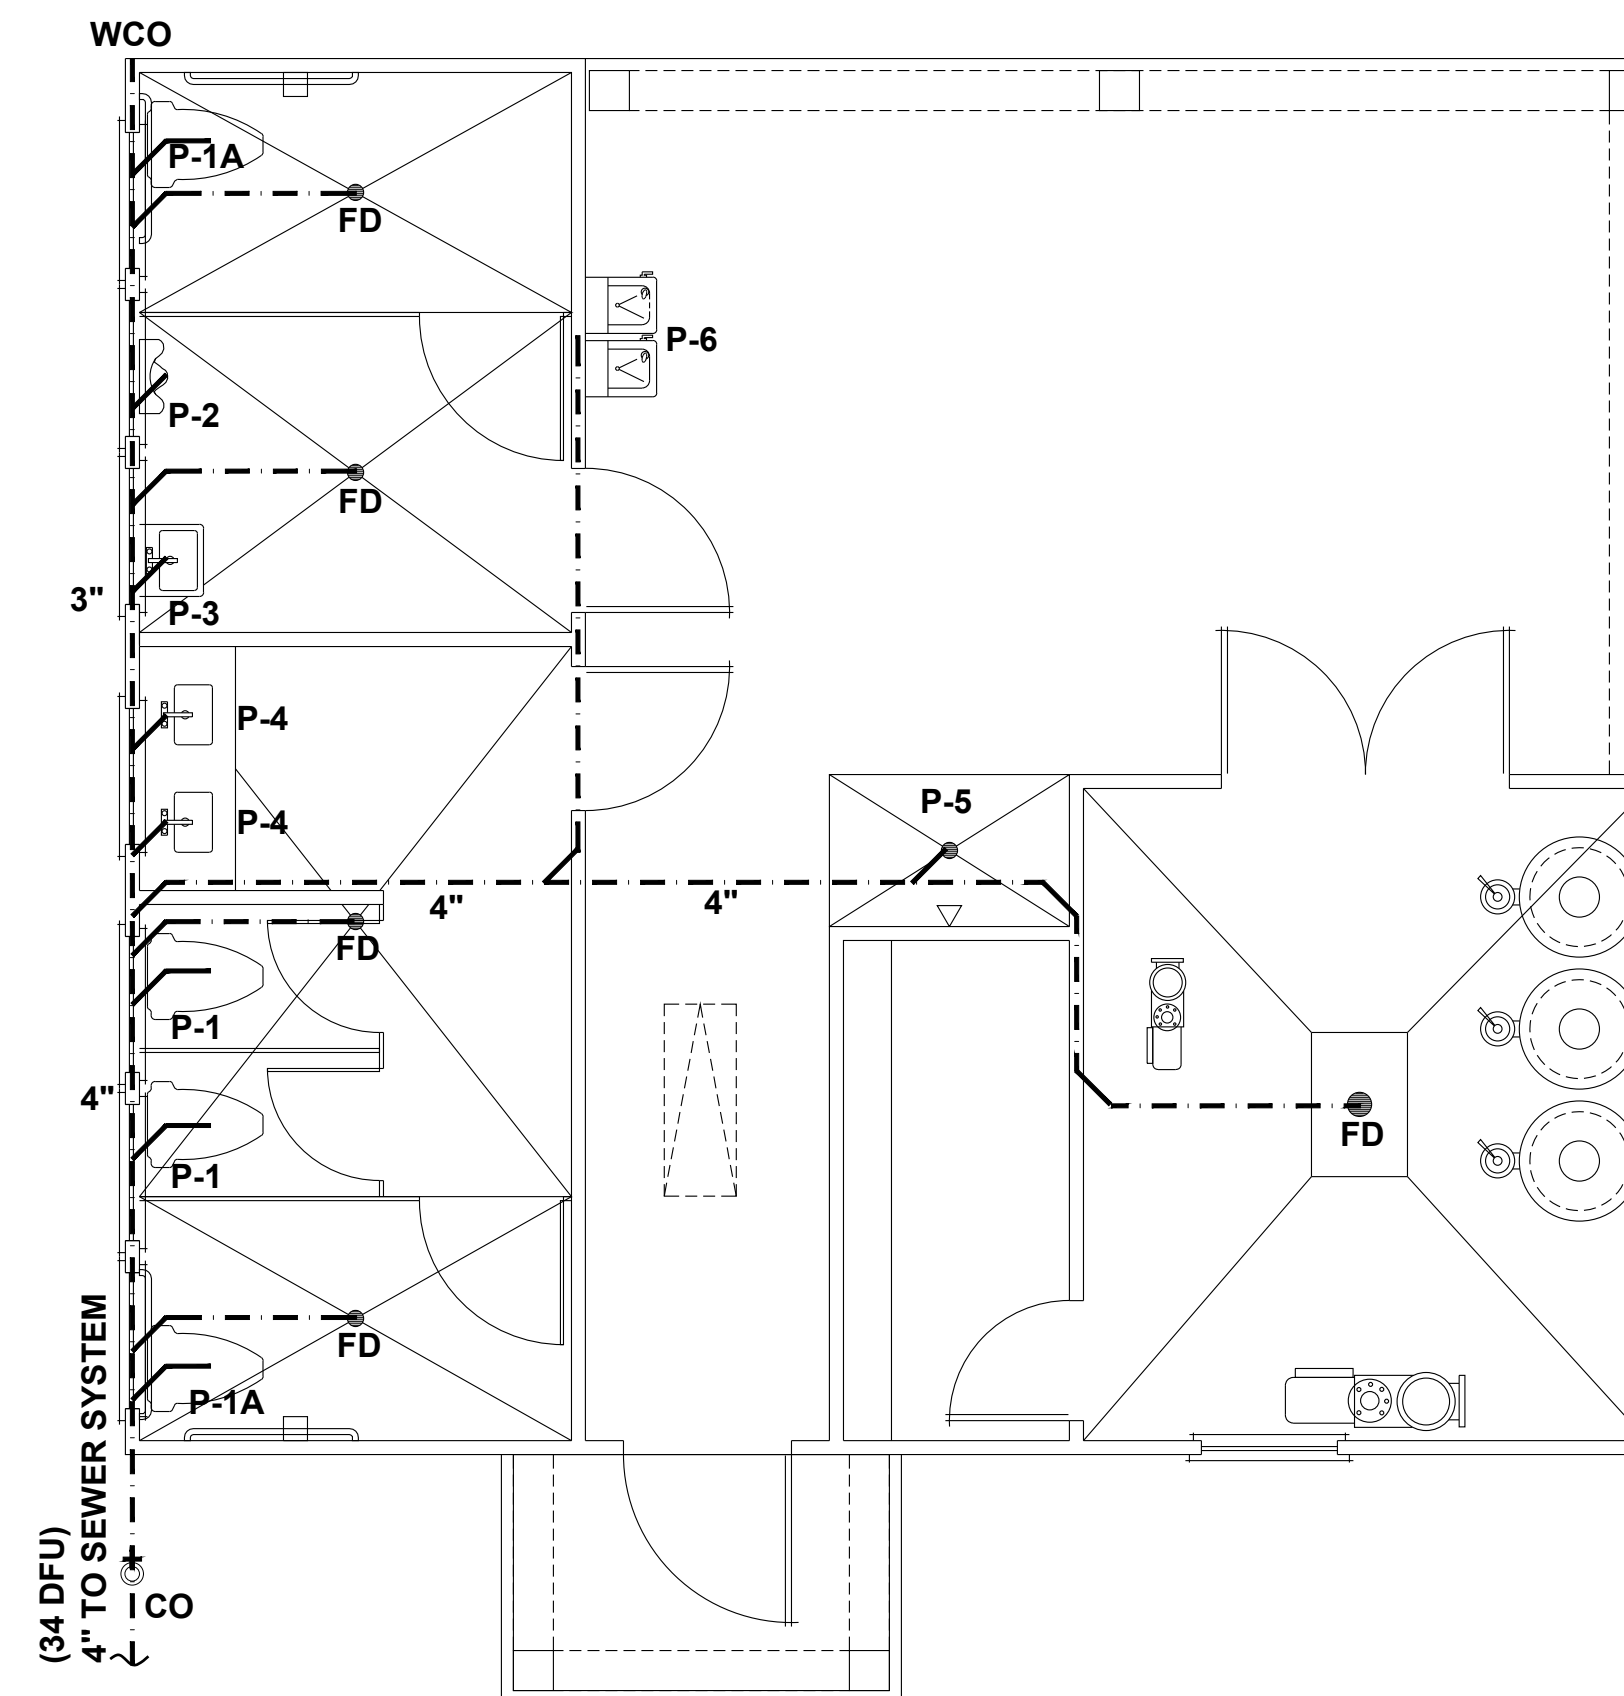 WCO
P-1A
FD
P-6
P-2
FD
3"
P-3
P-4
P-5
P-4
4"
4"
FD
P-1
4"
FD
P-1
FD
P-1A
(34 DFU)
4" TO SEWER SYSTEM
CO